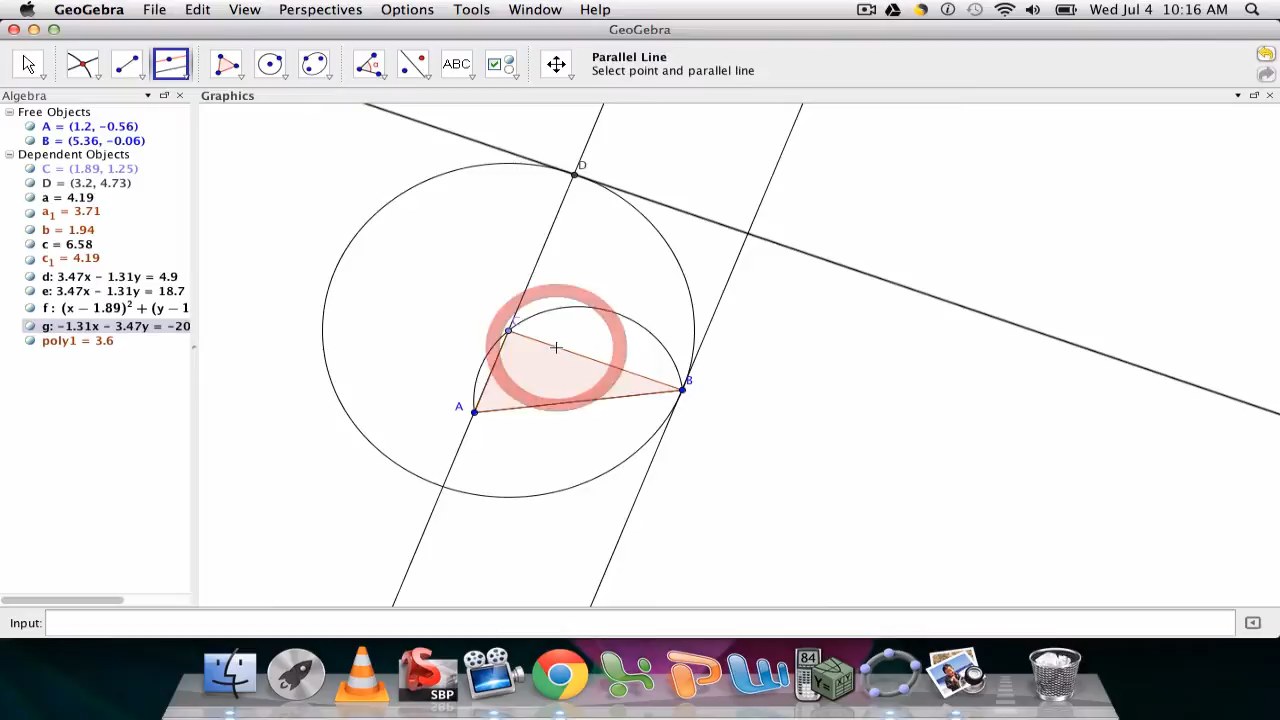 GeoGebra File Edit View Perspectives Options Tools Window Help Wed Jul 4 10:16 AM
GeoGebra
ABC
Parallel Line
Select point and parallel line
Algebra
Graphics
Free Objects
A = (1.2, −0.56)
B = (5.36, −0.06)
Dependent Objects
C = (1.89, 1.25)
D = (3.2, 4.73)
a = 4.19
a1 = 3.71
b = 1.94
c = 6.58
c1 = 4.19
d: 3.47x − 1.31y = 4.9
e: 3.47x − 1.31y = 18.7
f: (x − 1.89)² + (y − 1
g: −1.31x − 3.47y = −20
poly1 = 3.6
D
C
B
A
Input:
SBP
84
Y=